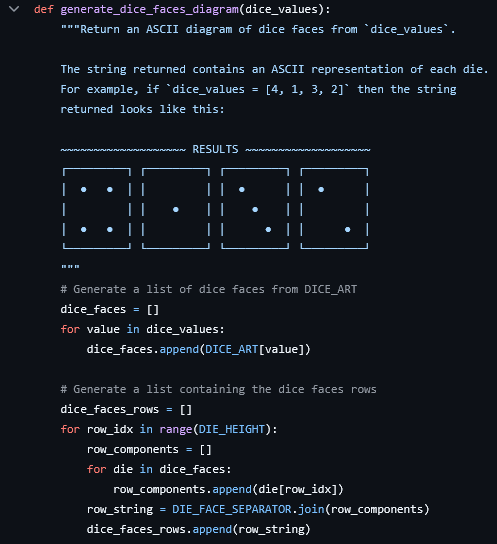 def generate_dice_faces_diagram(dice_values):
    """Return an ASCII diagram of dice faces from `dice_values`.

    The string returned contains an ASCII representation of each die.
    For example, if `dice_values = [4, 1, 3, 2]` then the string
    returned looks like this:

    ~~~~~~~~~~~~~~~~~~~ RESULTS ~~~~~~~~~~~~~~~~~~~
    ┌─────────┐ ┌─────────┐ ┌─────────┐ ┌─────────┐
    │  ●   ●  │ │         │ │  ●      │ │  ●      │
    │         │ │    ●    │ │    ●    │ │         │
    │  ●   ●  │ │         │ │      ●  │ │      ●  │
    └─────────┘ └─────────┘ └─────────┘ └─────────┘
    """
    # Generate a list of dice faces from DICE_ART
    dice_faces = []
    for value in dice_values:
        dice_faces.append(DICE_ART[value])

    # Generate a list containing the dice faces rows
    dice_faces_rows = []
    for row_idx in range(DIE_HEIGHT):
        row_components = []
        for die in dice_faces:
            row_components.append(die[row_idx])
        row_string = DIE_FACE_SEPARATOR.join(row_components)
        dice_faces_rows.append(row_string)